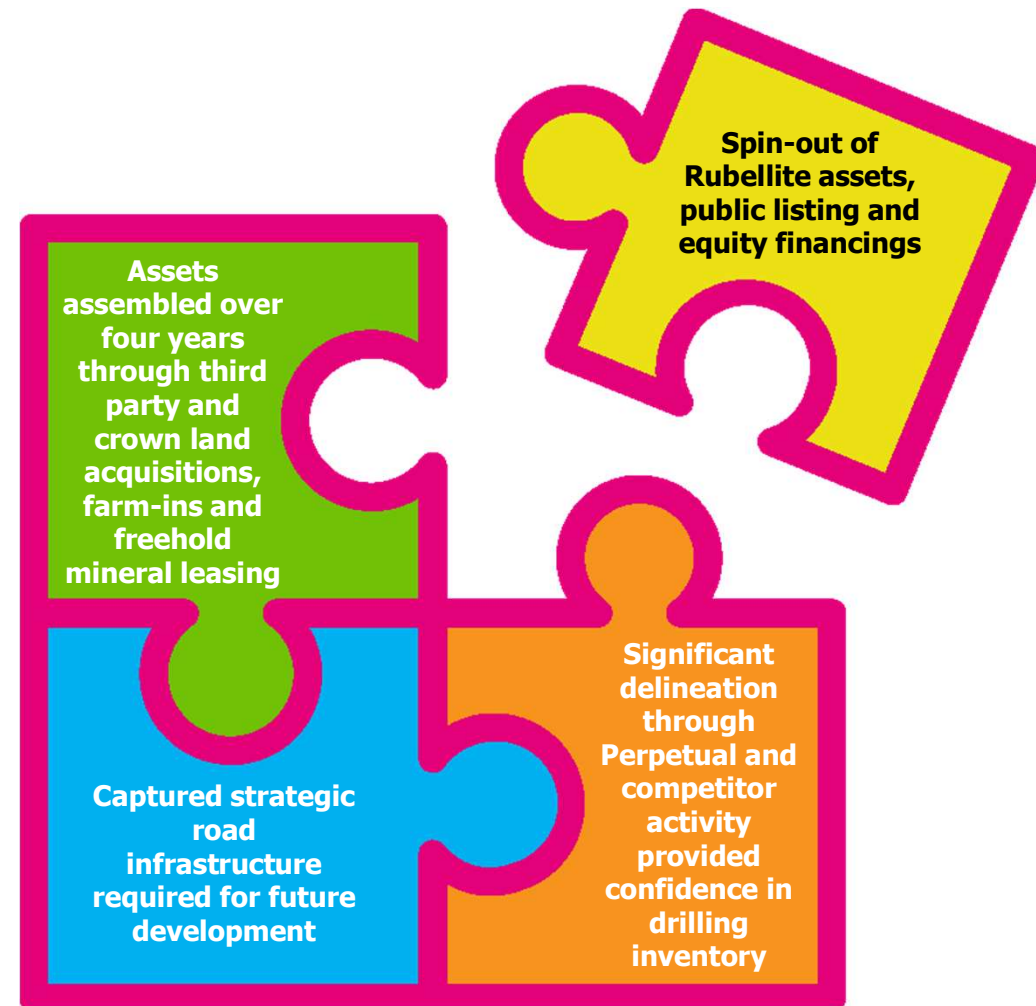 Spin-out of
Rubellite assets,
public listing and
equity financings
Assets
assembled over
four years
through third
party and
crown land
acquisitions,
farm-ins and
freehold
mineral leasing
Captured strategic
road
infrastructure
required for future
development
Significant
delineation
through
Perpetual and
competitor
activity
provided
confidence in
drilling
inventory